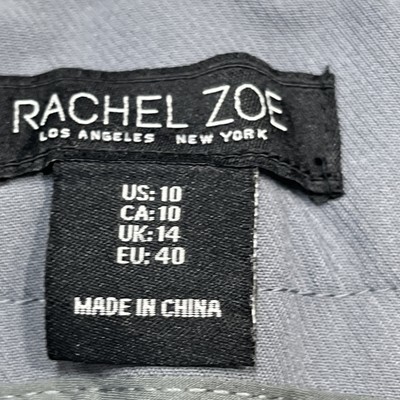 RACHEL ZOE
LOS ANGELES NEW YORK
US: 10
CA: 10
UK: 14
EU: 40
MADE IN CHINA